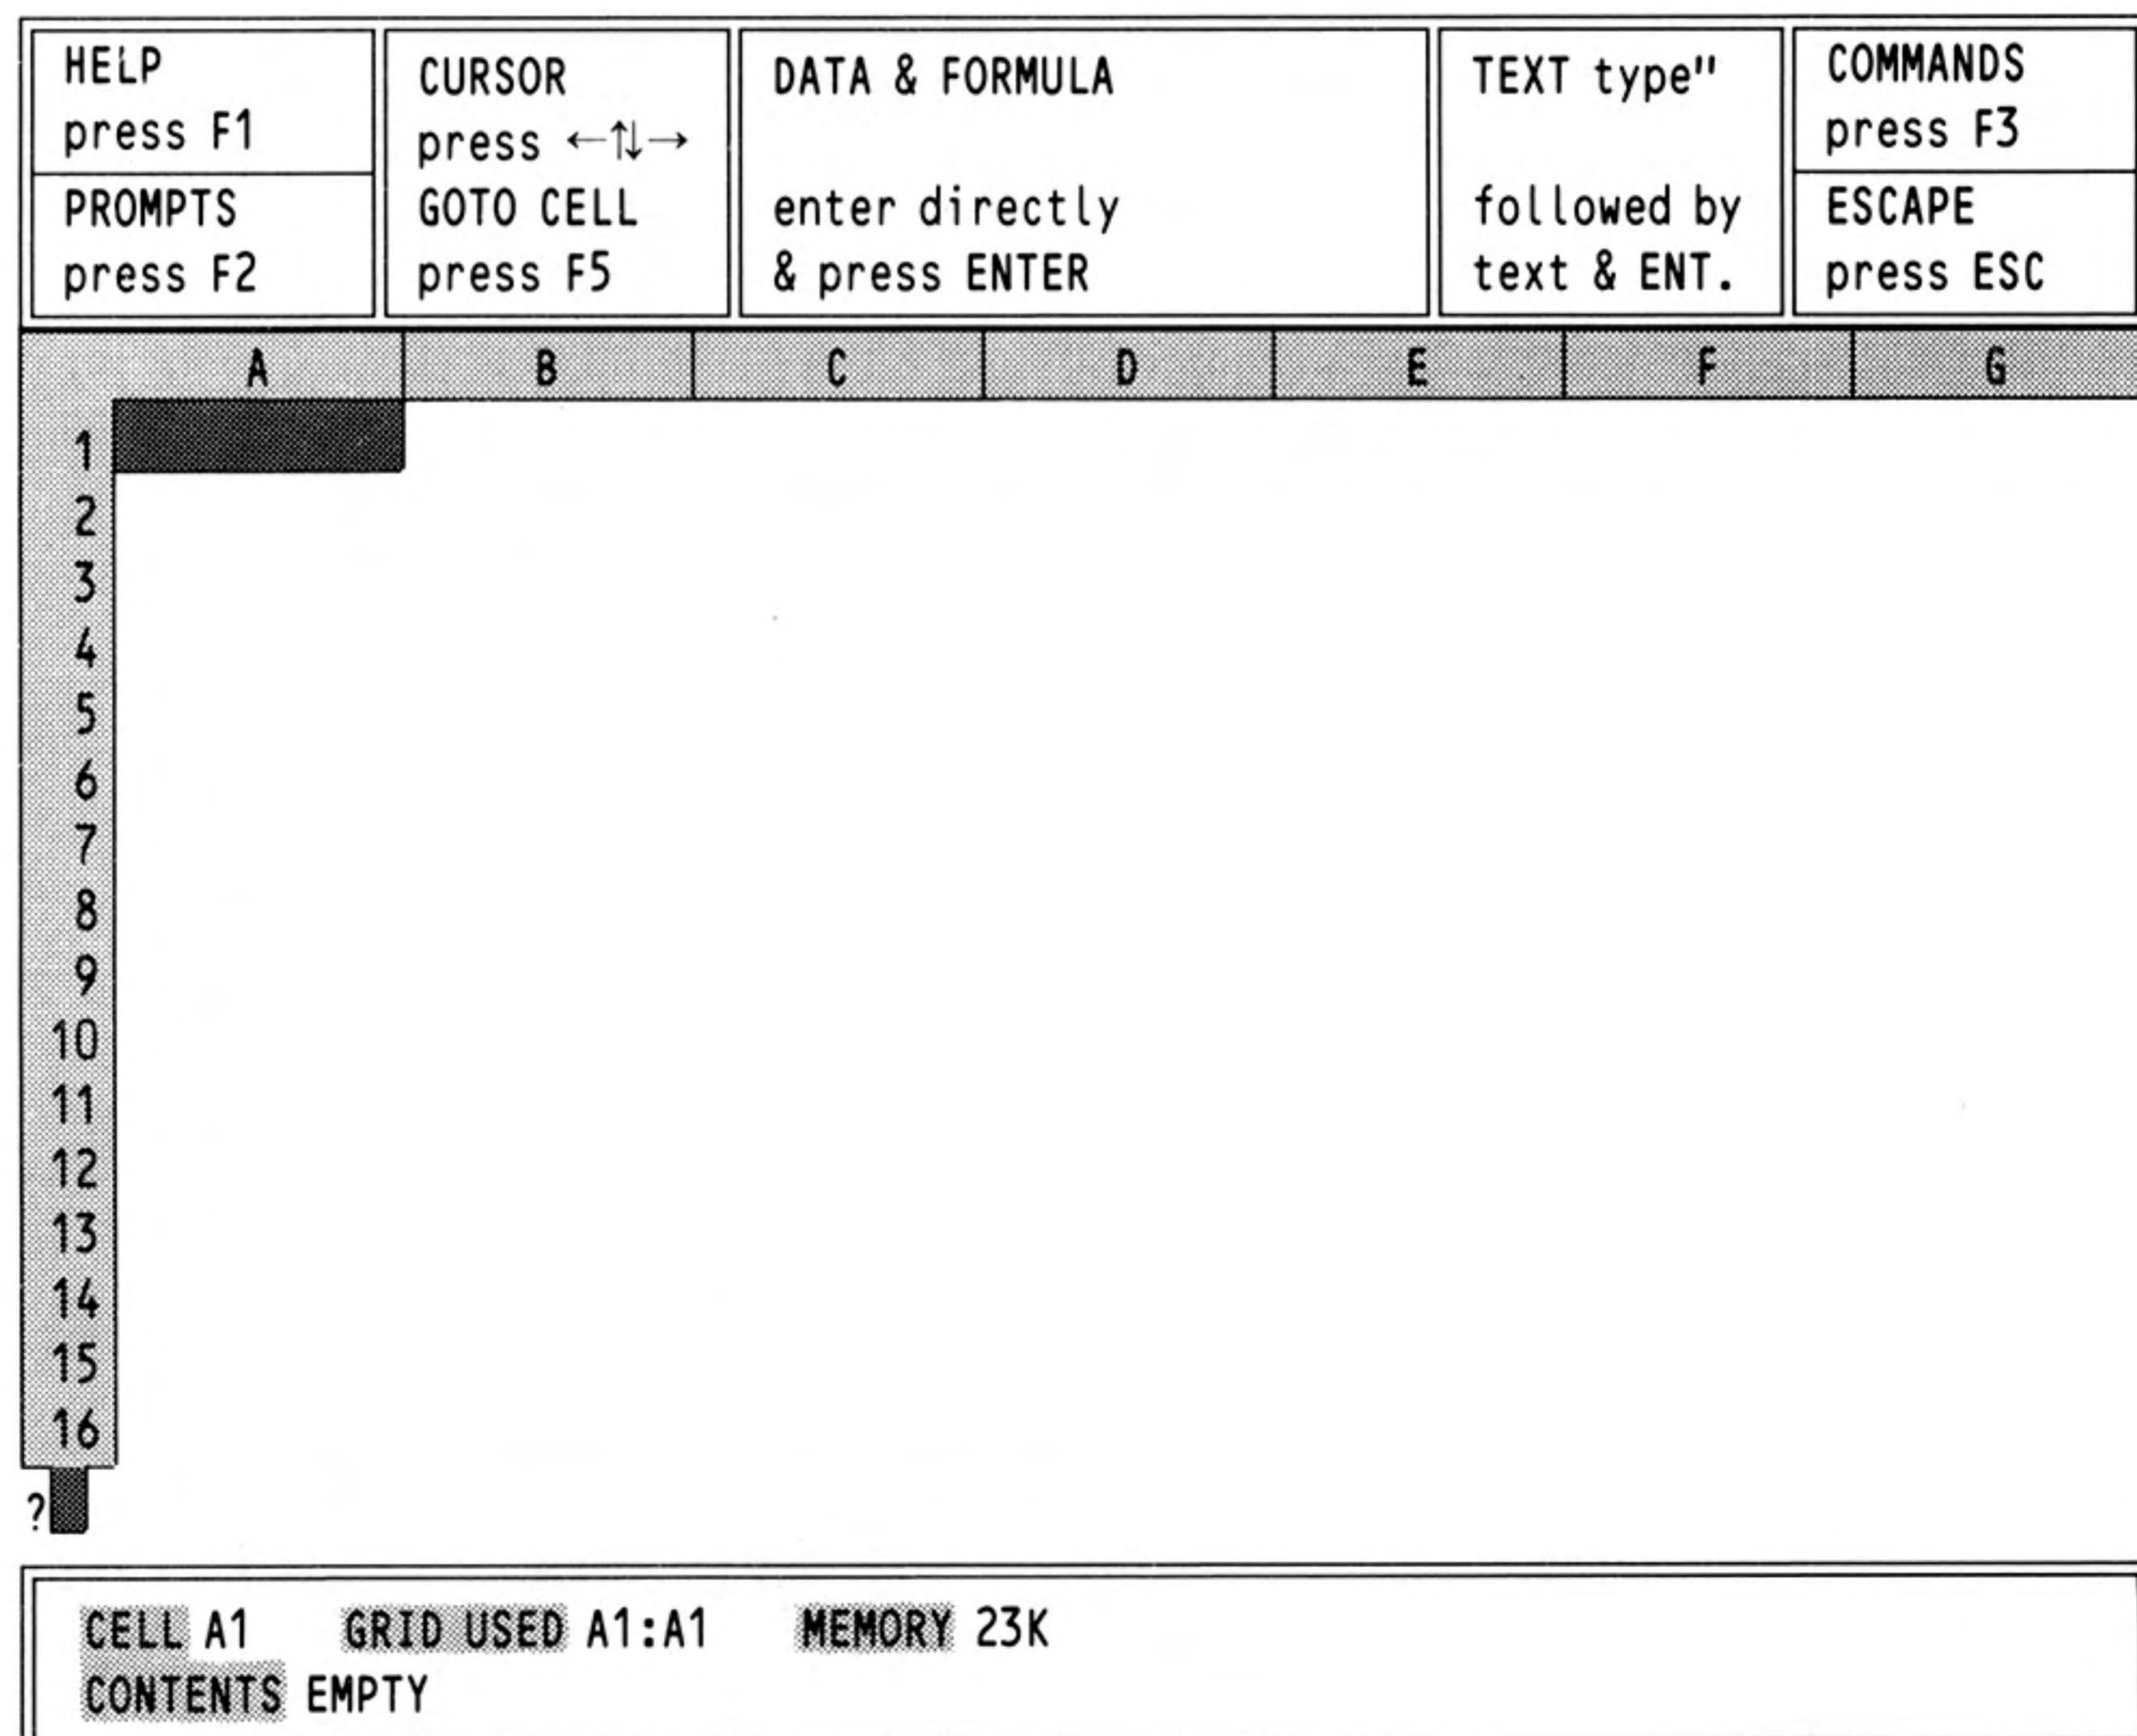 HELP
press F1
PROMPTS
press F2
CURSOR
press ←↑↓→
GOTO CELL
press F5
DATA & FORMULA
enter directly
& press ENTER
TEXT type"
followed by
text & ENT.
COMMANDS
press F3
ESCAPE
press ESC
A B C D E F G
1
2
3
4
5
6
7
8
9
10
11
12
13
14
15
16
?
CELL A1 GRID USED A1:A1 MEMORY 23K
CONTENTS EMPTY